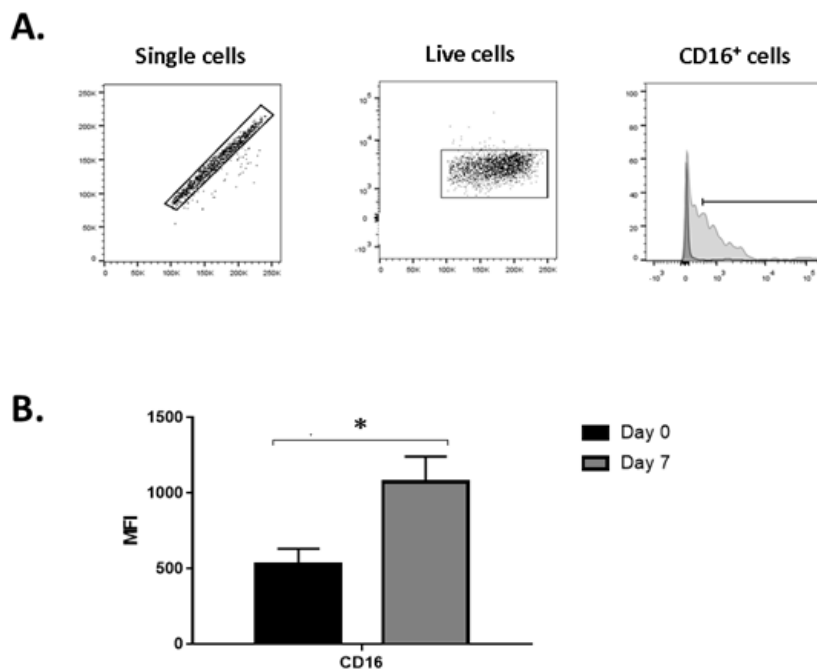 A.
Single cells
Live cells
CD16⁺ cells
250K
200K
150K
100K
50K
0
0 50K 100K 150K 200K 250K
10⁵
10⁴
10³
0
-10³
0 50K 100K 150K 200K 250K
100
80
60
40
20
0
-10³ 0 10³ 10⁴ 10⁵
B.
1500
1000
500
0
MFI
*
CD16
Day 0
Day 7